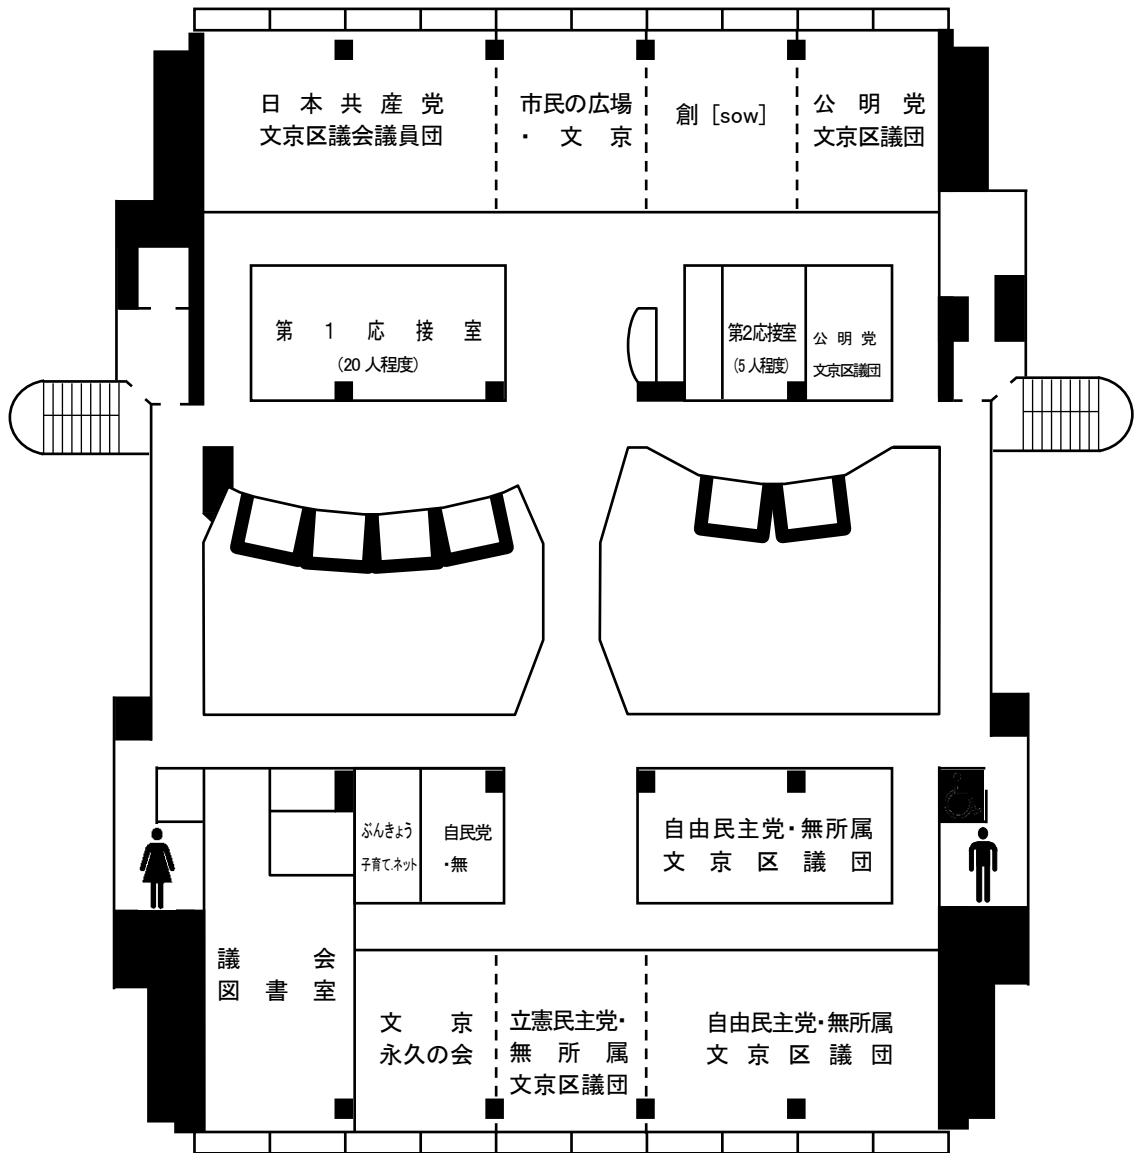 日本共産党
文京区議会議員団
市民の広場
・文京
創[sow]
公明党
文京区議団
第1応接室
(20人程度)
第2応接室
(5人程度)
公明党
文京区議団
ぶんきょう
子育て.ネット
自民党
・無
自由民主党・無所属
文京区議団
議会
図書室
文京
永久の会
立憲民主党・
無所属
文京区議団
自由民主党・無所属
文京区議団